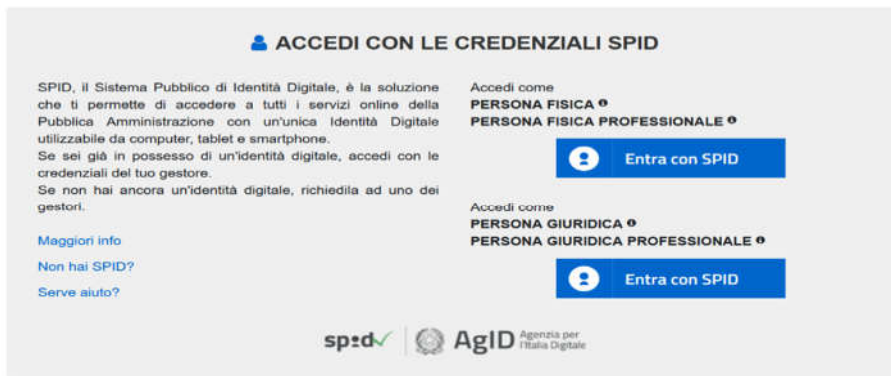 ACCEDI CON LE CREDENZIALI SPID
SPID, il Sistema Pubblico di Identità Digitale, è la soluzione
che ti permette di accedere a tutti i servizi online della
Pubblica Amministrazione con un'unica Identità Digitale
utilizzabile da computer, tablet e smartphone.
Se sei già in possesso di un'identità digitale, accedi con le
credenziali del tuo gestore.
Se non hai ancora un'identità digitale, richiedila ad uno dei
gestori.
Maggiori info
Non hai SPID?
Serve aiuto?
Accedi come
PERSONA FISICA
PERSONA FISICA PROFESSIONALE
Entra con SPID
Accedi come
PERSONA GIURIDICA
PERSONA GIURIDICA PROFESSIONALE
Entra con SPID
spid
AgID Agenzia per
l'Italia Digitale